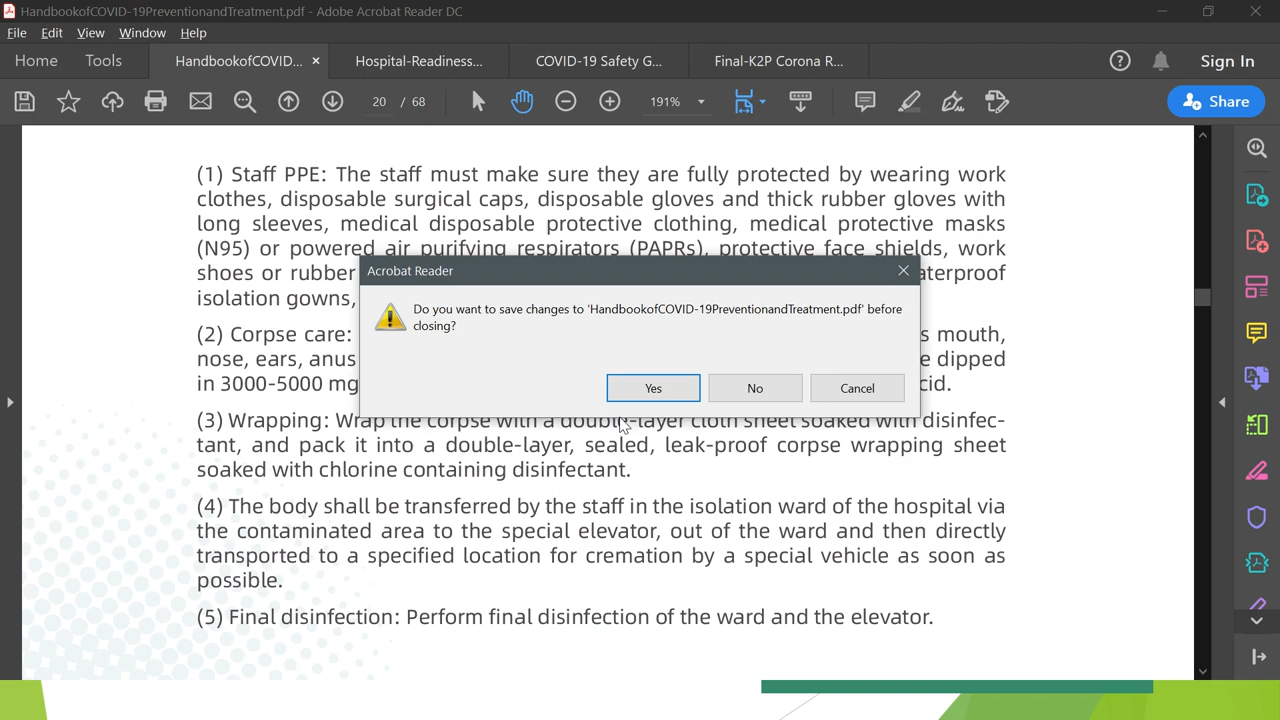 HandbookofCOVID-19PreventionandTreatment.pdf - Adobe Acrobat Reader DC
File Edit View Window Help
Home Tools HandbookofCOVID... × Hospital-Readiness... COVID-19 Safety G... Final-K2P Corona R... Sign In
20 / 68 191% Share
(1) Staff PPE: The staff must make sure they are fully protected by wearing work
clothes, disposable surgical caps, disposable gloves and thick rubber gloves with
long sleeves, medical disposable protective clothing, medical protective masks
(N95) or powered air purifying respirators (PAPRs), protective face shields, work
shoes or rubber aterproof
isolation gowns,
Acrobat Reader
Do you want to save changes to 'HandbookofCOVID-19PreventionandTreatment.pdf' before
closing?
Yes No Cancel
(2) Corpse care: s mouth,
nose, ears, anus e dipped
in 3000-5000 mg cid.
(3) Wrapping: Wrap the corpse with a double-layer cloth sheet soaked with disinfec-
tant, and pack it into a double-layer, sealed, leak-proof corpse wrapping sheet
soaked with chlorine containing disinfectant.
(4) The body shall be transferred by the staff in the isolation ward of the hospital via
the contaminated area to the special elevator, out of the ward and then directly
transported to a specified location for cremation by a special vehicle as soon as
possible.
(5) Final disinfection: Perform final disinfection of the ward and the elevator.